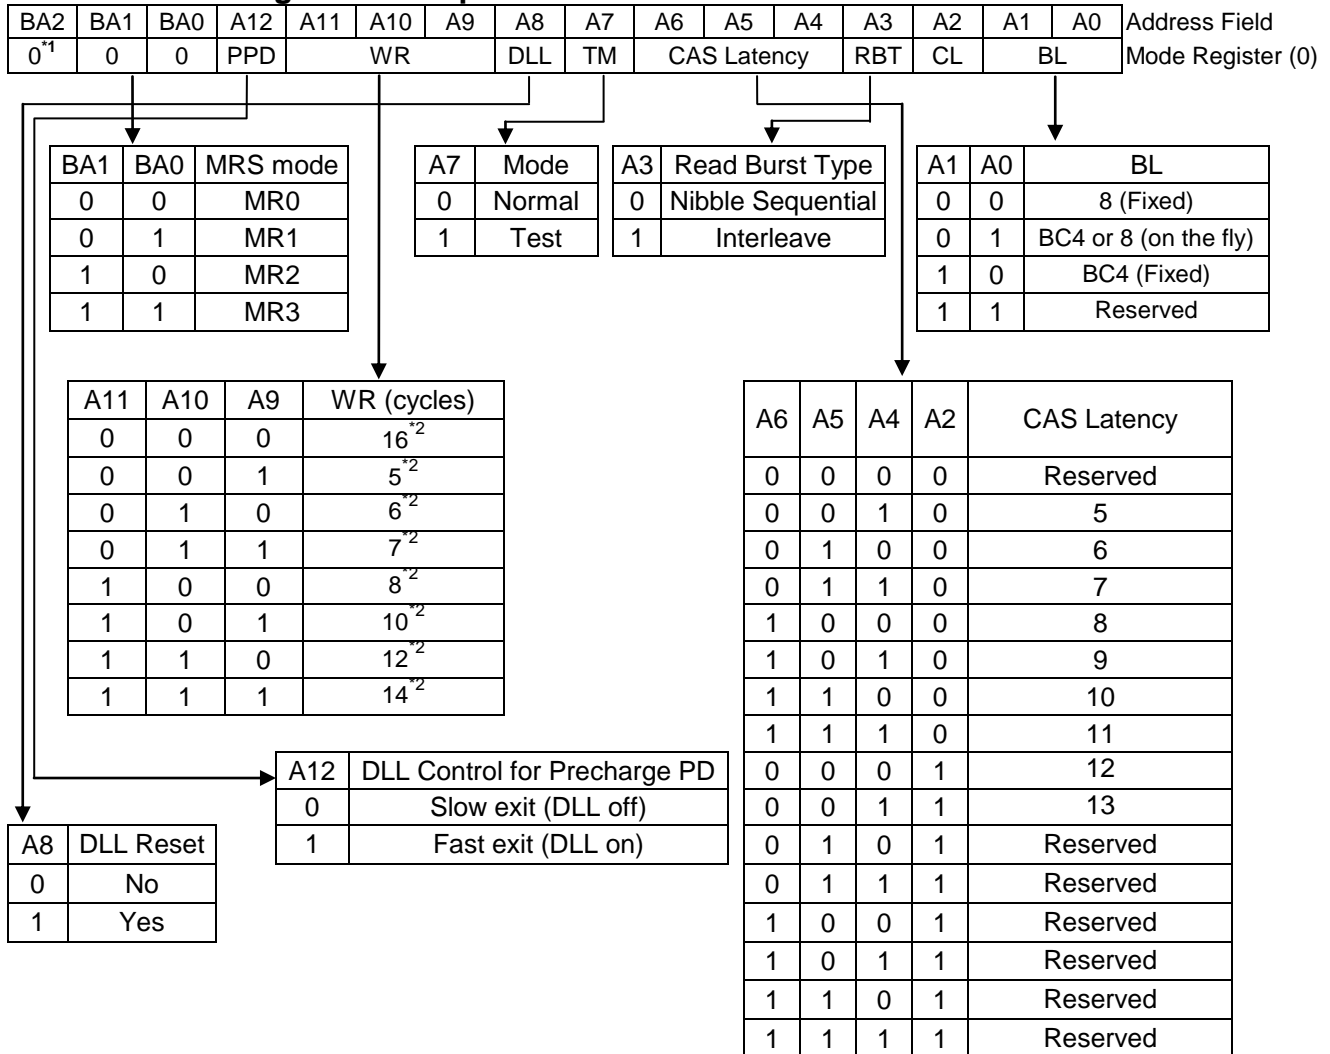 BA2 BA1 BA0 A12 A11 A10 A9 A8 A7 A6 A5 A4 A3 A2 A1 A0 Address Field
0*1 0 0 PPD WR DLL TM CAS Latency RBT CL BL Mode Register (0)
BA1 BA0 MRS mode
0 0 MR0
0 1 MR1
1 0 MR2
1 1 MR3
A7 Mode
0 Normal
1 Test
A3 Read Burst Type
0 Nibble Sequential
1 Interleave
A1 A0 BL
0 0 8 (Fixed)
0 1 BC4 or 8 (on the fly)
1 0 BC4 (Fixed)
1 1 Reserved
A11 A10 A9 WR (cycles)
0 0 0 16*2
0 0 1 5*2
0 1 0 6*2
0 1 1 7*2
1 0 0 8*2
1 0 1 10*2
1 1 0 12*2
1 1 1 14*2
A6 A5 A4 A2 CAS Latency
0 0 0 0 Reserved
0 0 1 0 5
0 1 0 0 6
0 1 1 0 7
1 0 0 0 8
1 0 1 0 9
1 1 0 0 10
1 1 1 0 11
0 0 0 1 12
0 0 1 1 13
0 1 0 1 Reserved
0 1 1 1 Reserved
1 0 0 1 Reserved
1 0 1 1 Reserved
1 1 0 1 Reserved
1 1 1 1 Reserved
A12 DLL Control for Precharge PD
0 Slow exit (DLL off)
1 Fast exit (DLL on)
A8 DLL Reset
0 No
1 Yes